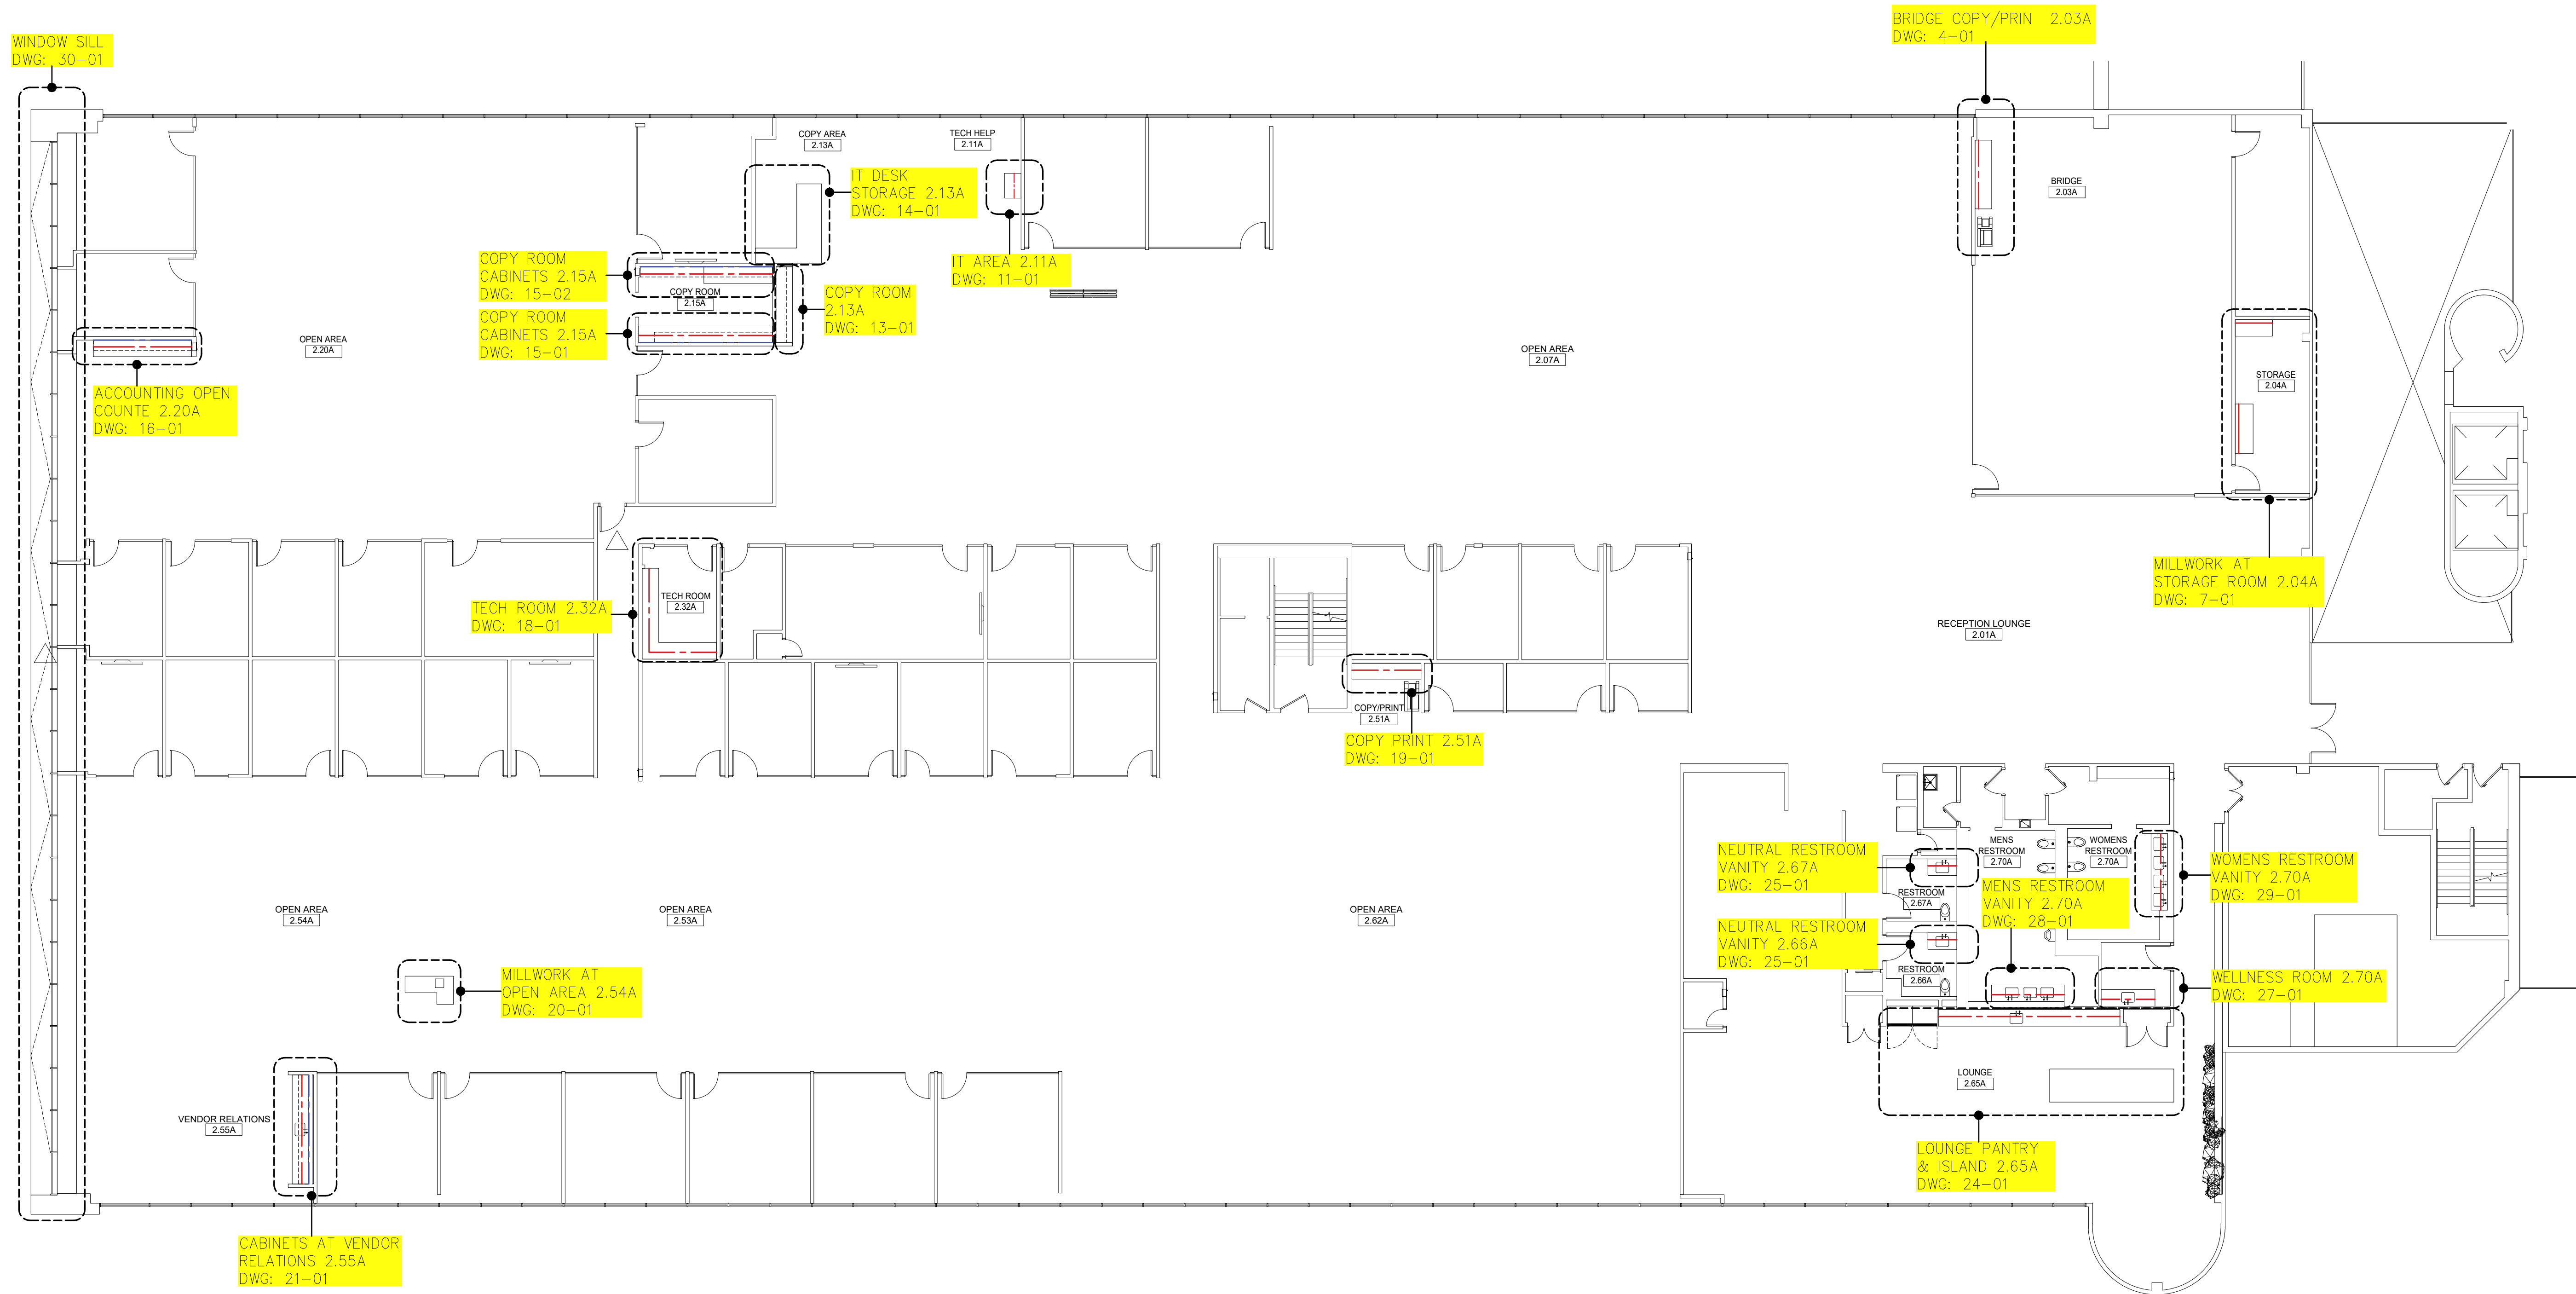 BRIDGE COPY/PRIN 2.03A
DWG: 4-01
WINDOW SILL
DWG: 30-01
COPY AREA
2.13A
TECH HELP
2.11A
IT DESK
STORAGE 2.13A
DWG: 14-01
BRIDGE
2.03A
COPY ROOM
CABINETS 2.15A
DWG: 15-02
IT AREA 2.11A
DWG: 11-01
COPY ROOM
2.15A
COPY ROOM
2.13A
DWG: 13-01
COPY ROOM
CABINETS 2.15A
DWG: 15-01
OPEN AREA
2.20A
OPEN AREA
2.07A
STORAGE
2.04A
ACCOUNTING OPEN
COUNTE 2.20A
DWG: 16-01
MILLWORK AT
STORAGE ROOM 2.04A
DWG: 7-01
TECH ROOM
2.32A
TECH ROOM 2.32A
DWG: 18-01
RECEPTION LOUNGE
2.01A
COPY/PRINT
2.51A
COPY PRINT 2.51A
DWG: 19-01
NEUTRAL RESTROOM
VANITY 2.67A
DWG: 25-01
MENS
RESTROOM
2.70A
WOMENS
RESTROOM
2.70A
WOMENS RESTROOM
VANITY 2.70A
DWG: 29-01
RESTROOM
2.67A
MENS RESTROOM
VANITY 2.70A
DWG: 28-01
OPEN AREA
2.54A
OPEN AREA
2.53A
OPEN AREA
2.62A
NEUTRAL RESTROOM
VANITY 2.66A
DWG: 25-01
RESTROOM
2.66A
MILLWORK AT
OPEN AREA 2.54A
DWG: 20-01
WELLNESS ROOM 2.70A
DWG: 27-01
LOUNGE
2.65A
VENDOR RELATIONS
2.55A
LOUNGE PANTRY
& ISLAND 2.65A
DWG: 24-01
CABINETS AT VENDOR
RELATIONS 2.55A
DWG: 21-01